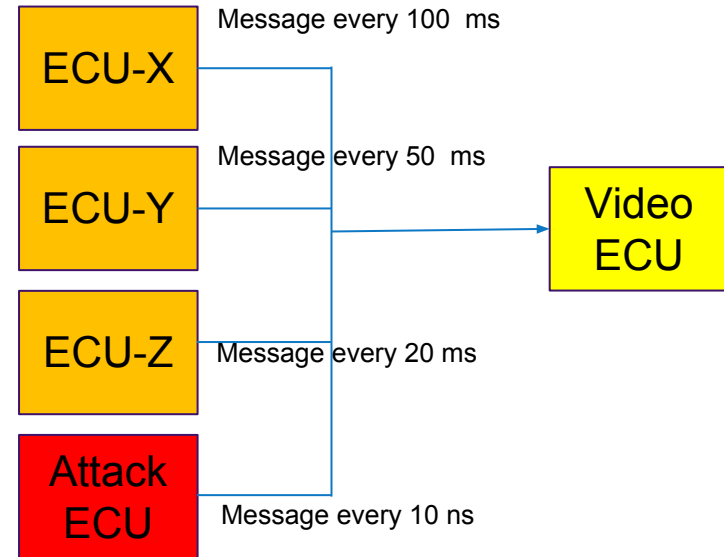 Message every 100 ms
ECU-X
Message every 50 ms
ECU-Y
Video
ECU
ECU-Z
Message every 20 ms
Attack
ECU
Message every 10 ns